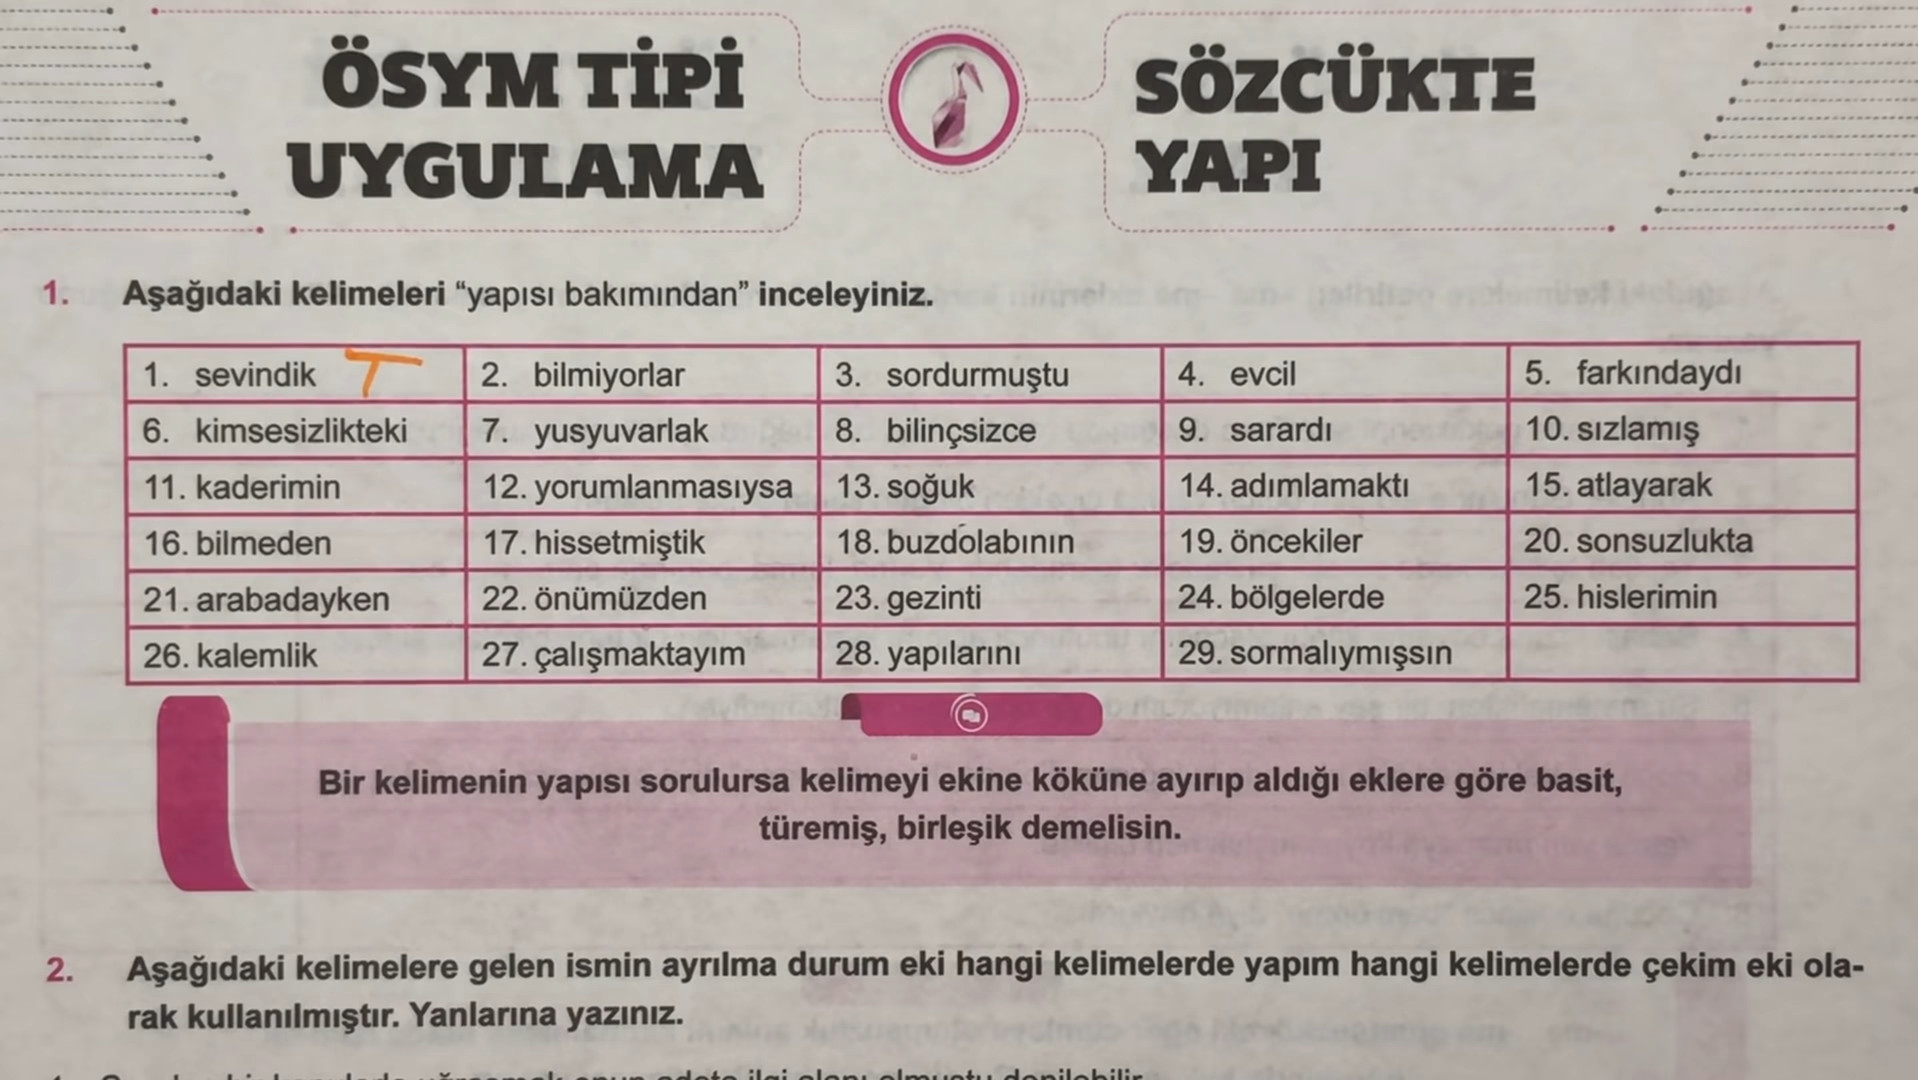 ÖSYM TİPİ
UYGULAMA
SÖZCÜKTE
YAPI
1. Aşağıdaki kelimeleri “yapısı bakımından” inceleyiniz.
1. sevindik T 2. bilmiyorlar 3. sordurmuştu 4. evcil 5. farkındaydı
6. kimsesizlikteki 7. yusyuvarlak 8. bilinçsizce 9. sarardı 10. sızlamış
11. kaderimin 12. yorumlanmasıysa 13. soğuk 14. adımlamaktı 15. atlayarak
16. bilmeden 17. hissetmiştik 18. buzdolabının 19. öncekiler 20. sonsuzlukta
21. arabadayken 22. önümüzden 23. gezinti 24. bölgelerde 25. hislerimin
26. kalemlik 27. çalışmaktayım 28. yapılarını 29. sormalıymışsın
Bir kelimenin yapısı sorulursa kelimeyi ekine köküne ayırıp aldığı eklere göre basit,
türemiş, birleşik demelisin.
2. Aşağıdaki kelimelere gelen ismin ayrılma durum eki hangi kelimelerde yapım hangi kelimelerde çekim eki ola-
rak kullanılmıştır. Yanlarına yazınız.